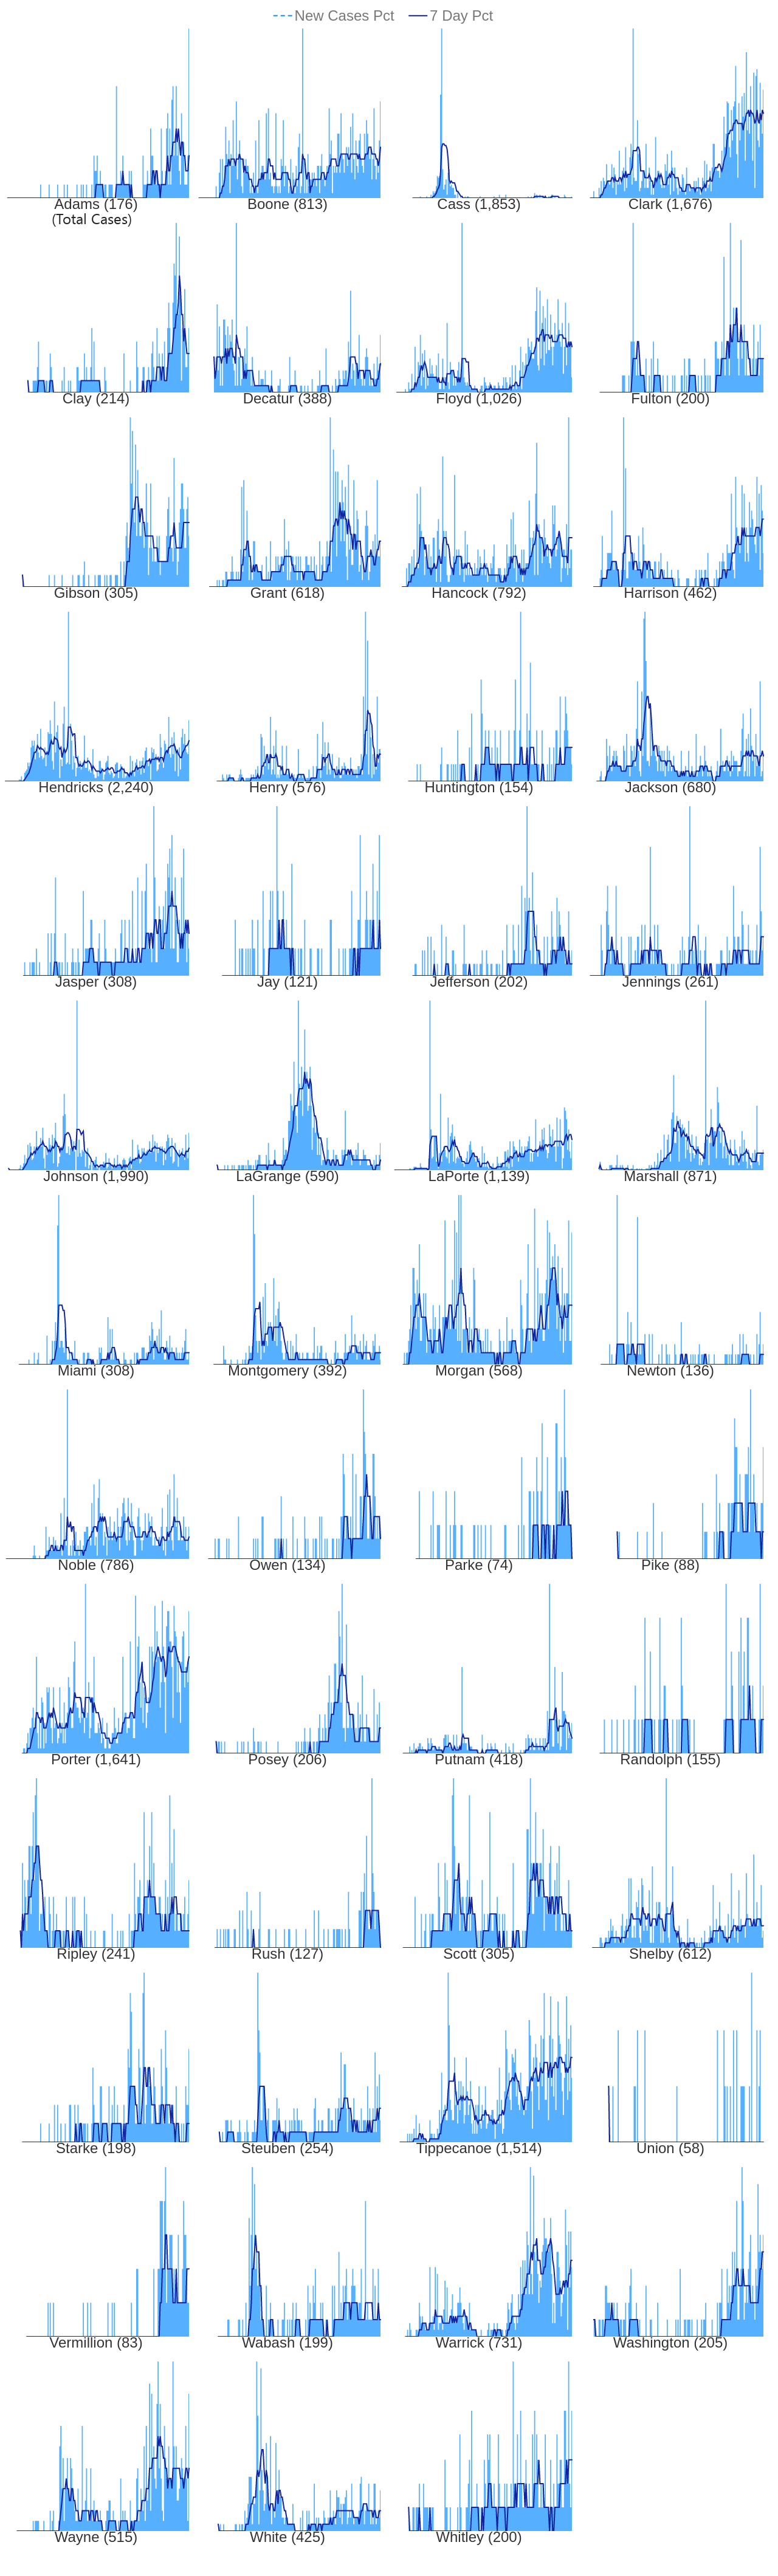 New Cases Pct 7 Day Pct
Adams (176) Boone (813) Cass (1,853) Clark (1,676)
(Total Cases)
Clay (214) Decatur (388) Floyd (1,026) Fulton (200)
Gibson (305) Grant (618) Hancock (792) Harrison (462)
Hendricks (2,240) Henry (576) Huntington (154) Jackson (680)
Jasper (308) Jay (121) Jefferson (202) Jennings (261)
Johnson (1,990) LaGrange (590) LaPorte (1,139) Marshall (871)
Miami (308) Montgomery (392) Morgan (568) Newton (136)
Noble (786) Owen (134) Parke (74) Pike (88)
Porter (1,641) Posey (206) Putnam (418) Randolph (155)
Ripley (241) Rush (127) Scott (305) Shelby (612)
Starke (198) Steuben (254) Tippecanoe (1,514) Union (58)
Vermillion (83) Wabash (199) Warrick (731) Washington (205)
Wayne (515) White (425) Whitley (200)